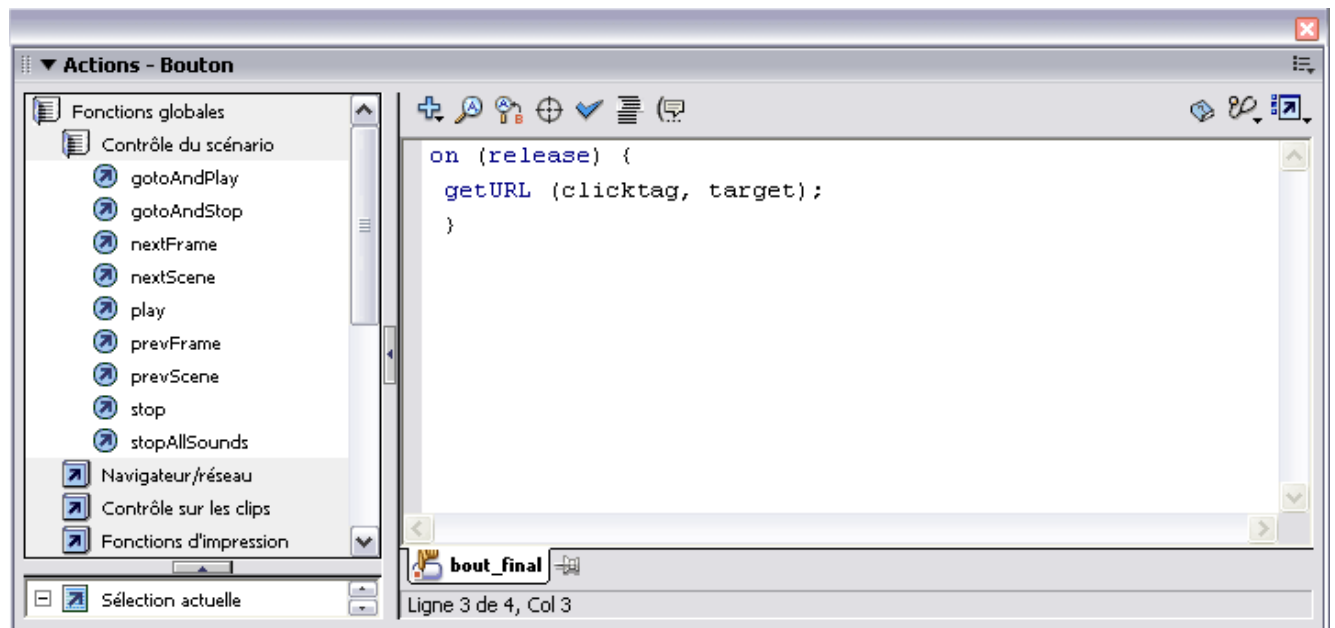 Actions - Bouton
Fonctions globales
Contrôle du scénario
gotoAndPlay
gotoAndStop
nextFrame
nextScene
play
prevFrame
prevScene
stop
stopAllSounds
Navigateur/réseau
Contrôle sur les clips
Fonctions d'impression
Sélection actuelle
on (release) {
getURL (clicktag, target);
}
bout_final
Ligne 3 de 4, Col 3